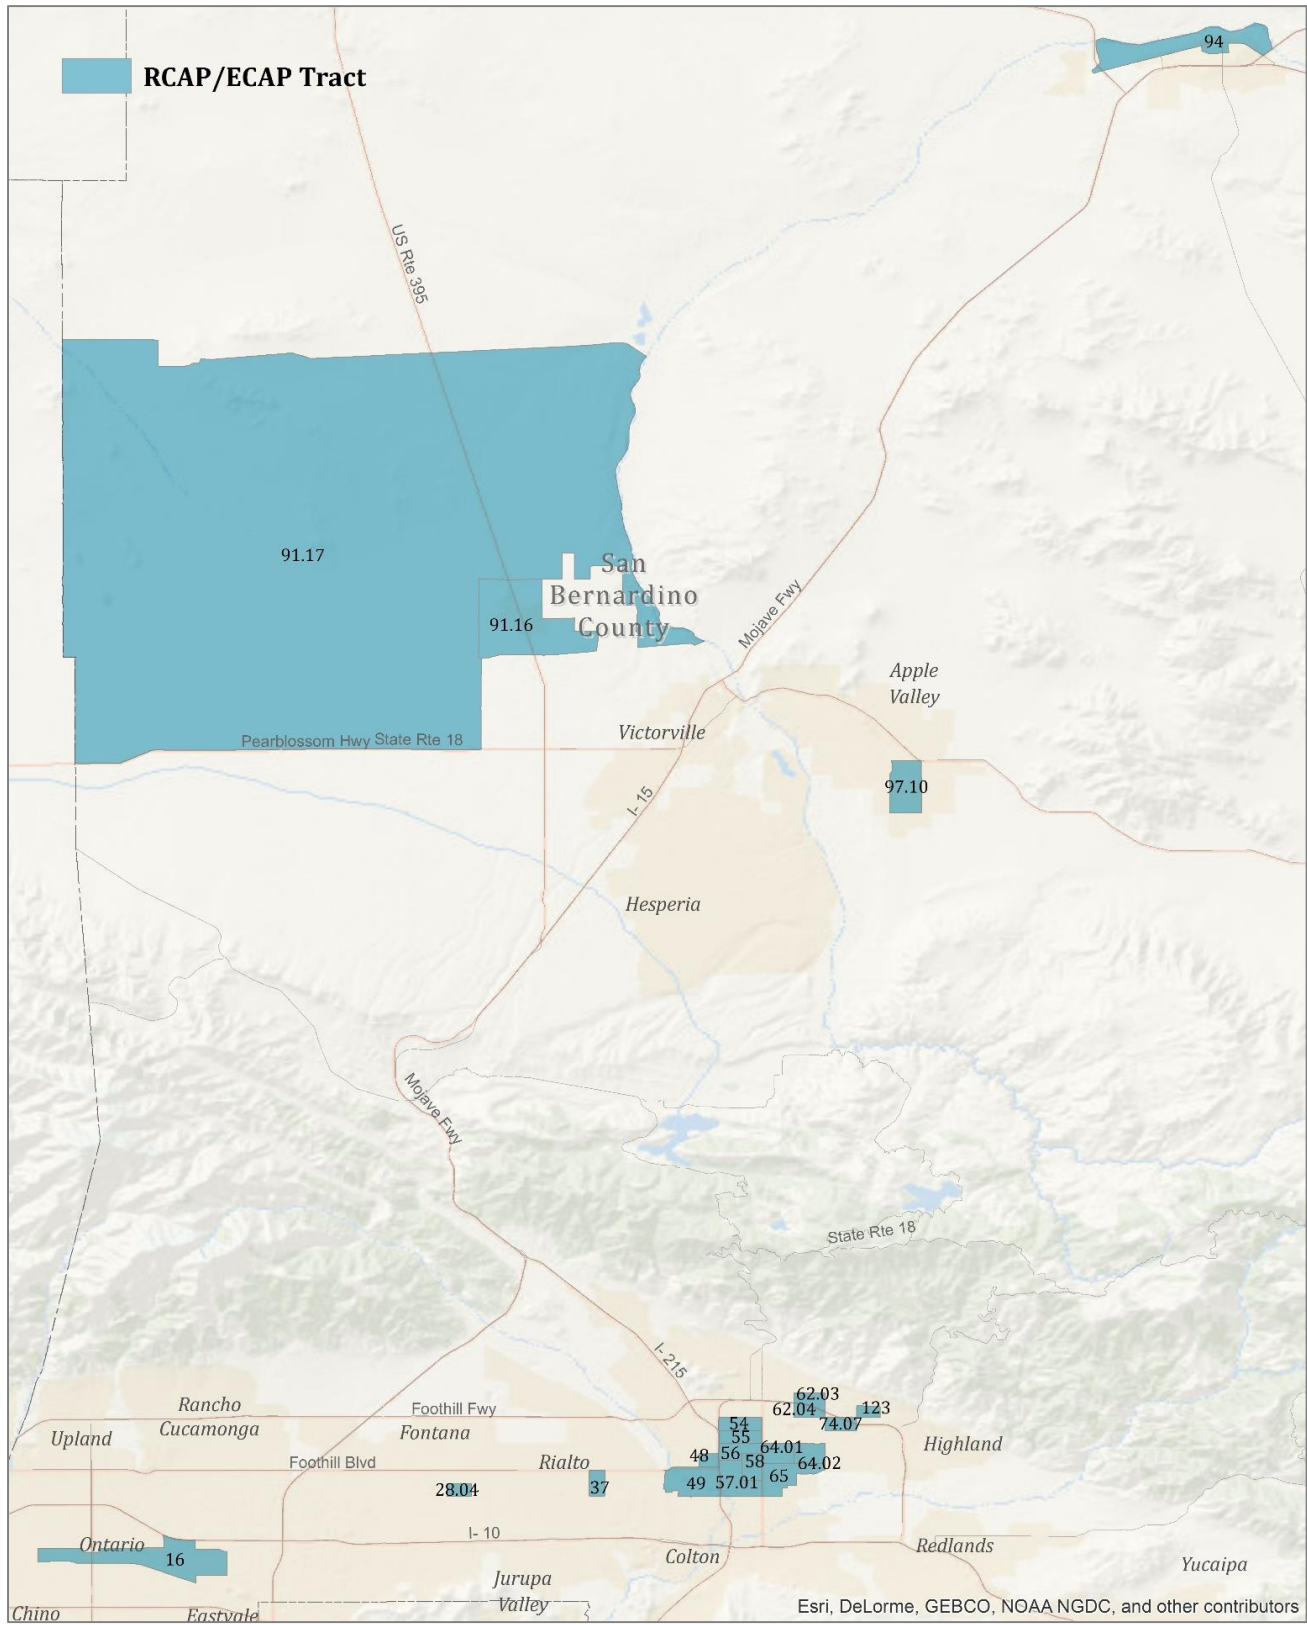 94
RCAP/ECAP Tract
US Rte 395
91.17
San
Bernardino
County
91.16
Mojave Fwy
Apple
Valley
Victorville
Pearblossom Hwy State Rte 18
97.10
I- 15
Hesperia
Mojave Fwy
State Rte 18
I- 215
62.03
Rancho
Cucamonga
Foothill Fwy
62.04
123
54
74.07
Upland
Fontana
55
Highland
48
56
64.01
Foothill Blvd
Rialto
58
64.02
28.04
37
49
57.01
65
I- 10
Ontario
16
Colton
Redlands
Yucaipa
Jurupa
Valley
Chino
Eastvale
Esri, DeLorme, GEBCO, NOAA NGDC, and other contributors